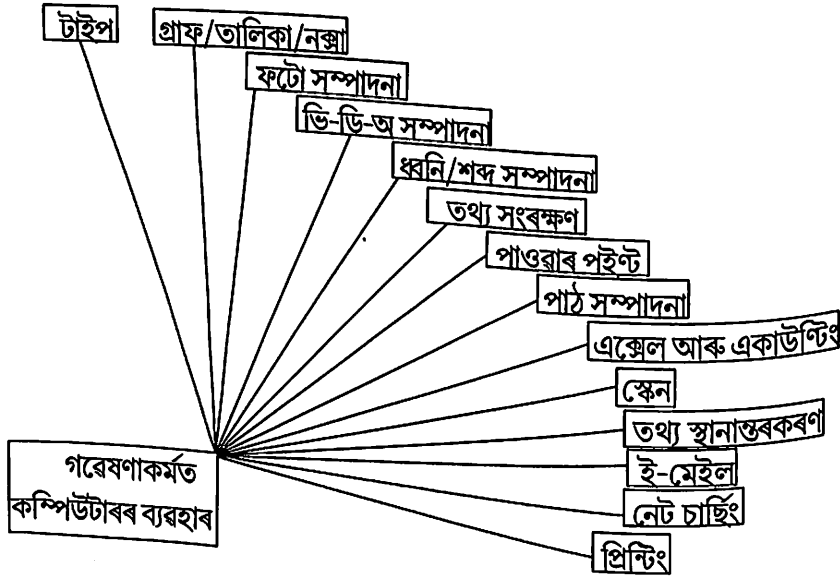 টাইপ
গ্ৰাফ/তালিকা/নক্সা
ফটো সম্পাদনা
ভি-ডি-অ সম্পাদনা
ধ্বনি/শব্দ সম্পাদনা
তথ্য সংৰক্ষণ
পাওৱাৰ পইণ্ট
পাঠ সম্পাদনা
এক্সেল আৰু একাউণ্টিং
স্কেন
তথ্য স্থানান্তৰকৰণ
ই-মেইল
নেট চাৰ্ছিং
প্ৰিন্টিং
গৱেষণাকৰ্মত
কম্পিউটাৰৰ ব্যৱহাৰ